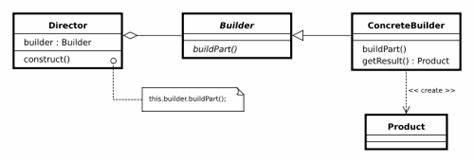 Director
builder : Builder
construct()
Builder
buildPart()
ConcreteBuilder
buildPart()
getResult() : Product
this.builder.buildPart();
<< create >>
Product